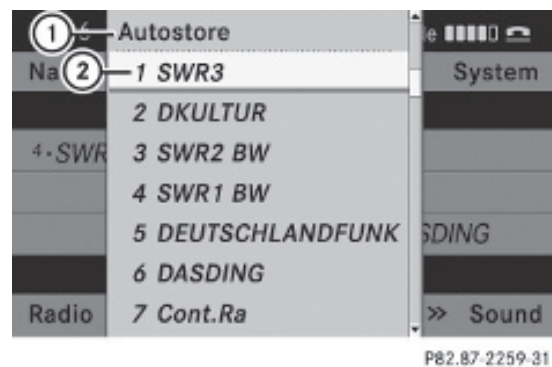 1 6 Autostore e
Na 2 1 SWR3 System
2 DKULTUR
4·SWR 3 SWR2 BW
4 SWR1 BW
5 DEUTSCHLANDFUNK SDING
6 DASDING
Radio 7 Cont.Ra >> Sound
P82.87-2259-31